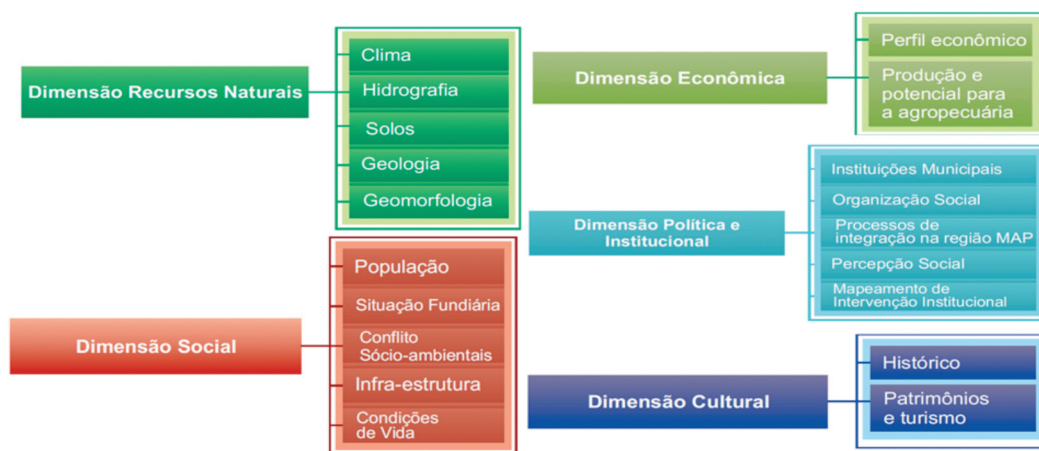 Dimensão Recursos Naturais
Clima
Hidrografia
Solos
Geologia
Geomorfologia
Dimensão Social
População
Situação Fundiária
Conflito
Sócio-ambientais
Infra-estrutura
Condições
de Vida
Dimensão Econômica
Perfil econômico
Produção e
potencial para
a agropecuária
Dimensão Política e
Institucional
Instituições Municipais
Organização Social
Processos de
integração na região MAP
Percepção Social
Mapeamento de
Intervenção Institucional
Dimensão Cultural
Histórico
Patrimônios
e turismo